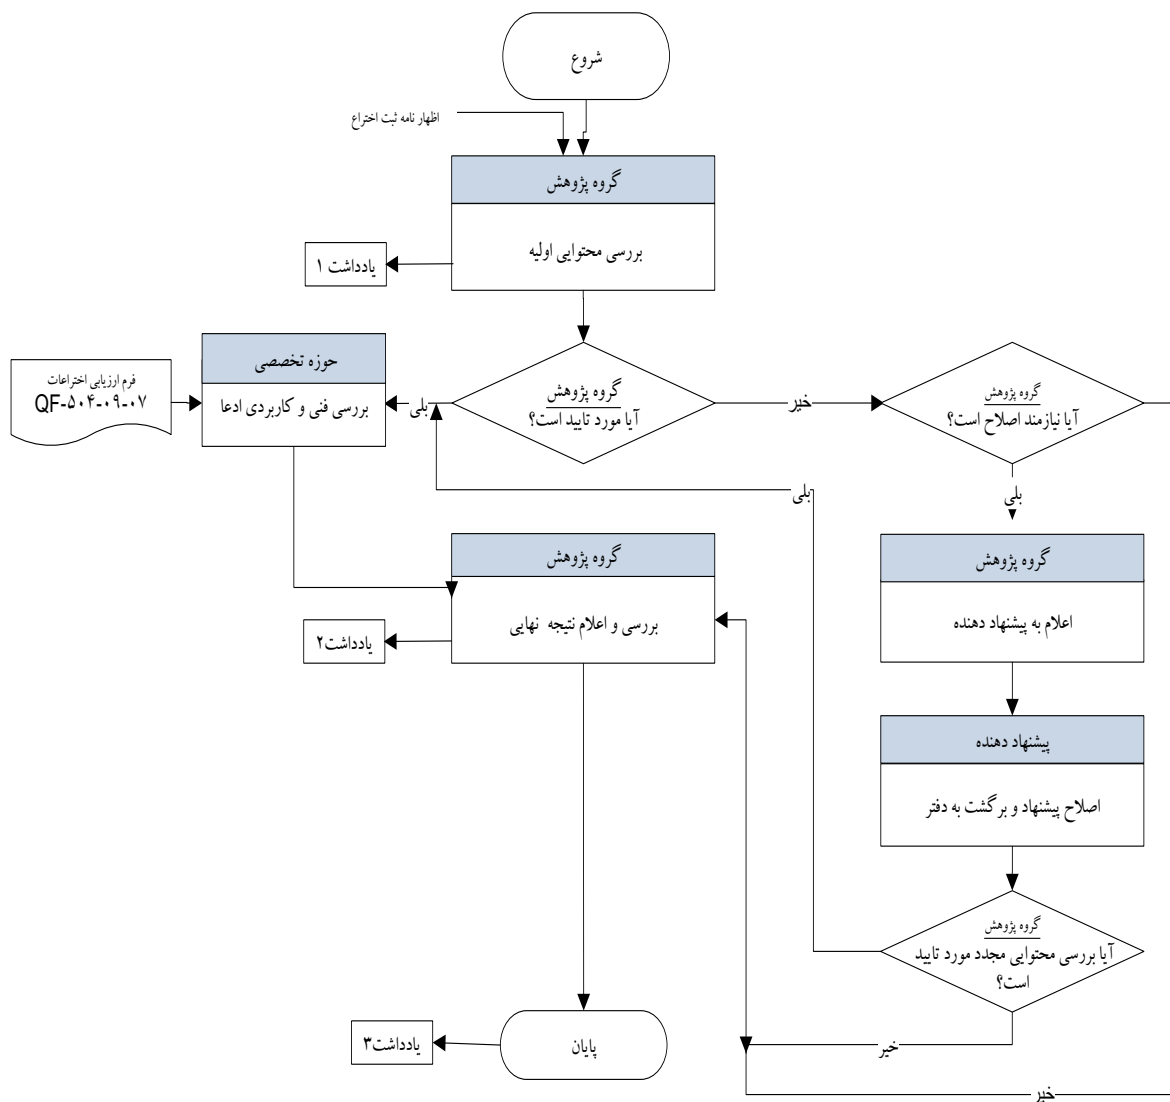 شروع
اظهار نامه ثبت اختراع
گروه پژوهش
بررسی محتوایی اولیه
یادداشت ۱
حوزه تخصصی
بررسی فنی و کاربردی ادعا
فرم ارزیابی اختراعات
QF-۵۰۴-۰۹-۰۷
بلی
گروه پژوهش
آیا مورد تایید است؟
خیر
گروه پژوهش
آیا نیازمند اصلاح است؟
بلی
بلی
گروه پژوهش
اعلام به پیشنهاد دهنده
گروه پژوهش
بررسی و اعلام نتیجه نهایی
یادداشت۲
پیشنهاد دهنده
اصلاح پیشنهاد و برگشت به دفتر
گروه پژوهش
آیا بررسی محتوایی مجدد مورد تایید
است؟
خیر
پایان
یادداشت۳
خیر